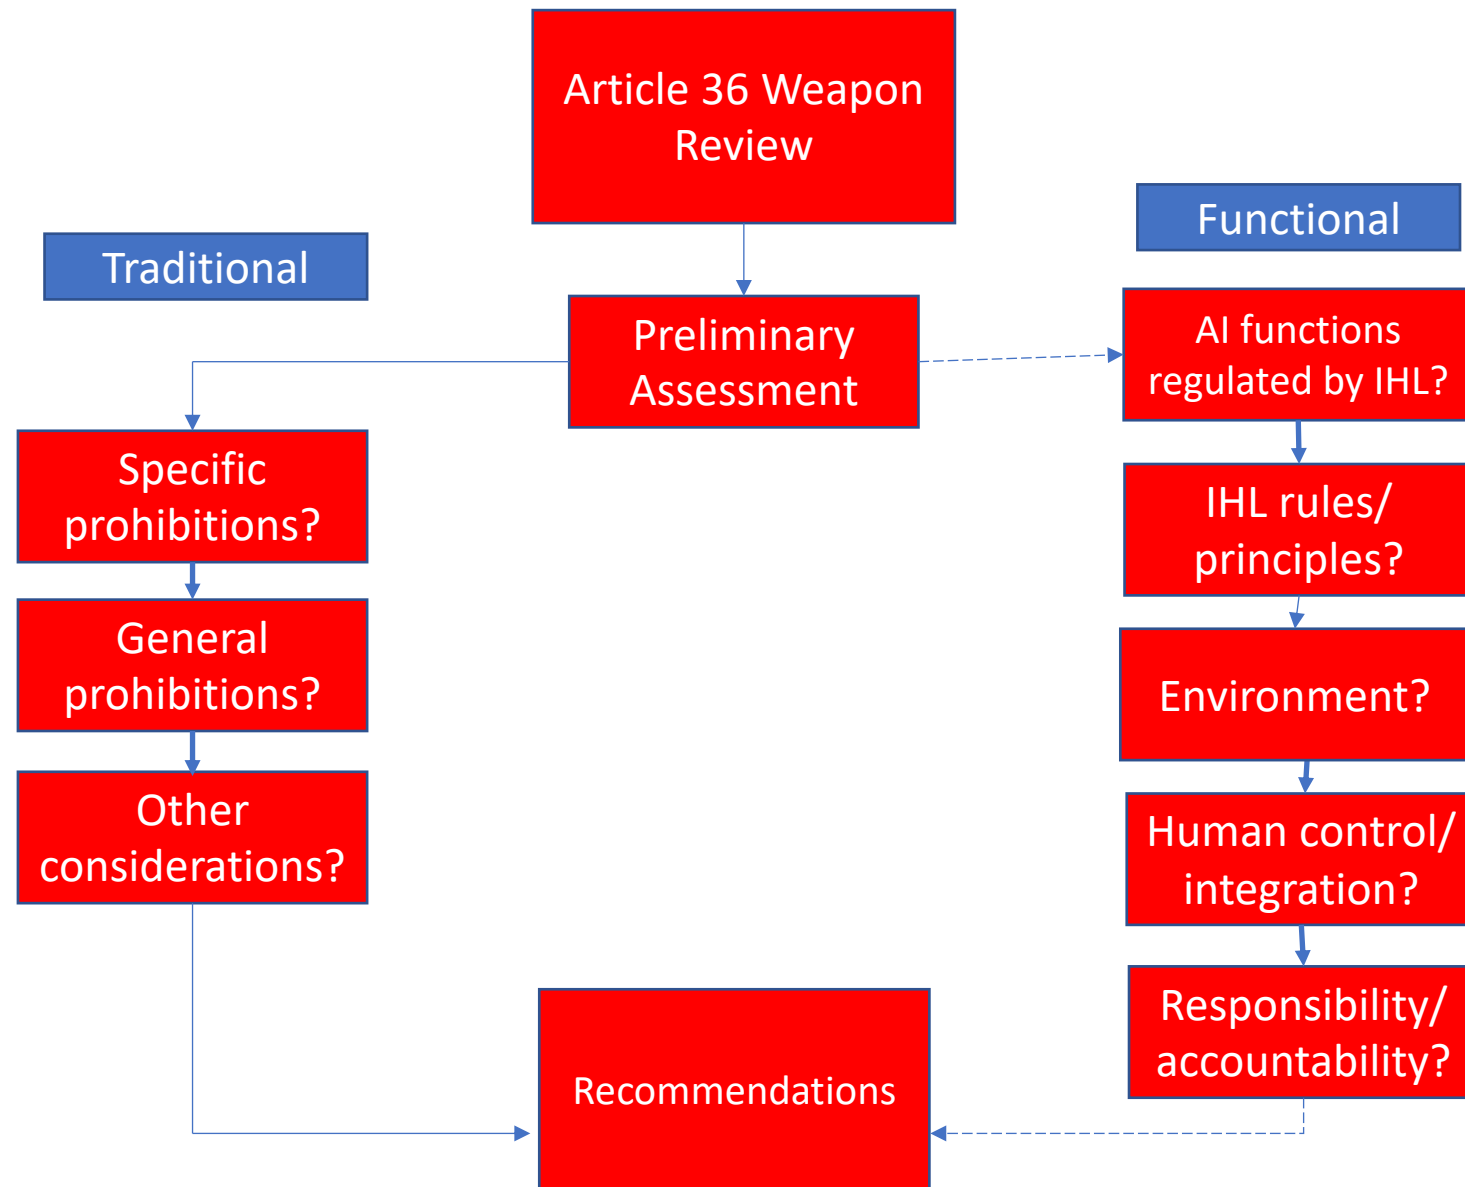 Article 36 Weapon
Review
Traditional
Functional
Preliminary
Assessment
Specific
prohibitions?
General
prohibitions?
Other
considerations?
AI functions
regulated by IHL?
IHL rules/
principles?
Environment?
Human control/
integration?
Responsibility/
accountability?
Recommendations